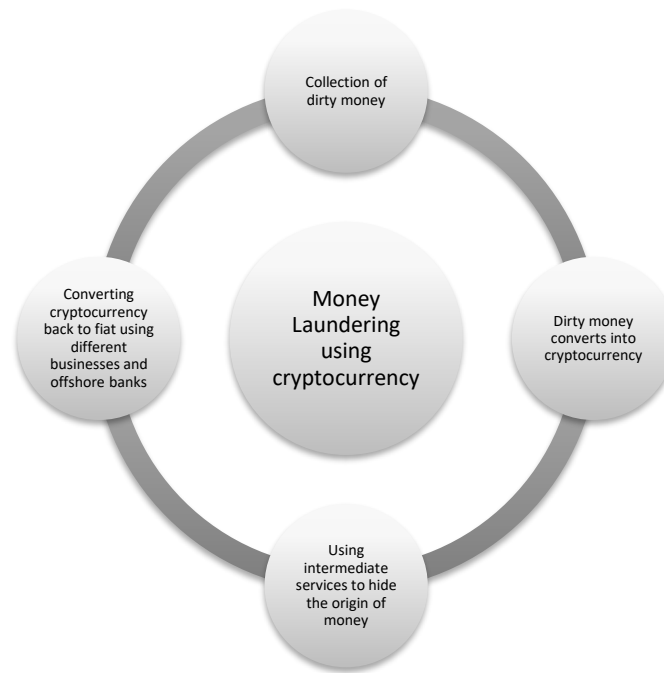 Collection of
dirty money
Dirty money
converts into
cryptocurrency
Using
intermediate
services to hide
the origin of
money
Converting
cryptocurrency
back to fiat using
different
businesses and
offshore banks
Money
Laundering
using
cryptocurrency